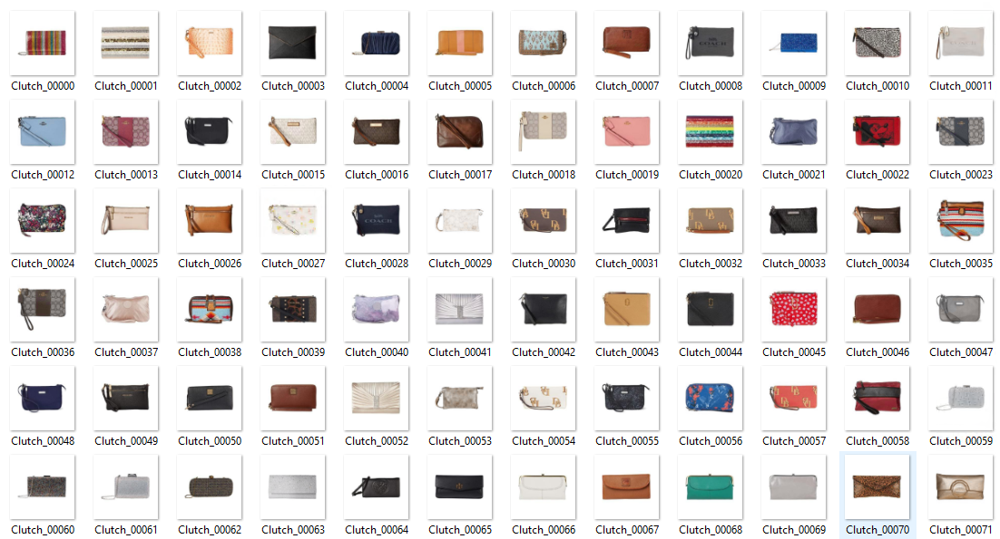 Clutch_00000 Clutch_00001 Clutch_00002 Clutch_00003 Clutch_00004 Clutch_00005 Clutch_00006 Clutch_00007 Clutch_00008 Clutch_00009 Clutch_00010 Clutch_00011
COACH
Clutch_00012 Clutch_00013 Clutch_00014 Clutch_00015 Clutch_00016 Clutch_00017 Clutch_00018 Clutch_00019 Clutch_00020 Clutch_00021 Clutch_00022 Clutch_00023
COACH
Clutch_00024 Clutch_00025 Clutch_00026 Clutch_00027 Clutch_00028 Clutch_00029 Clutch_00030 Clutch_00031 Clutch_00032 Clutch_00033 Clutch_00034 Clutch_00035
Clutch_00036 Clutch_00037 Clutch_00038 Clutch_00039 Clutch_00040 Clutch_00041 Clutch_00042 Clutch_00043 Clutch_00044 Clutch_00045 Clutch_00046 Clutch_00047
Clutch_00048 Clutch_00049 Clutch_00050 Clutch_00051 Clutch_00052 Clutch_00053 Clutch_00054 Clutch_00055 Clutch_00056 Clutch_00057 Clutch_00058 Clutch_00059
Clutch_00060 Clutch_00061 Clutch_00062 Clutch_00063 Clutch_00064 Clutch_00065 Clutch_00066 Clutch_00067 Clutch_00068 Clutch_00069 Clutch_00070 Clutch_00071